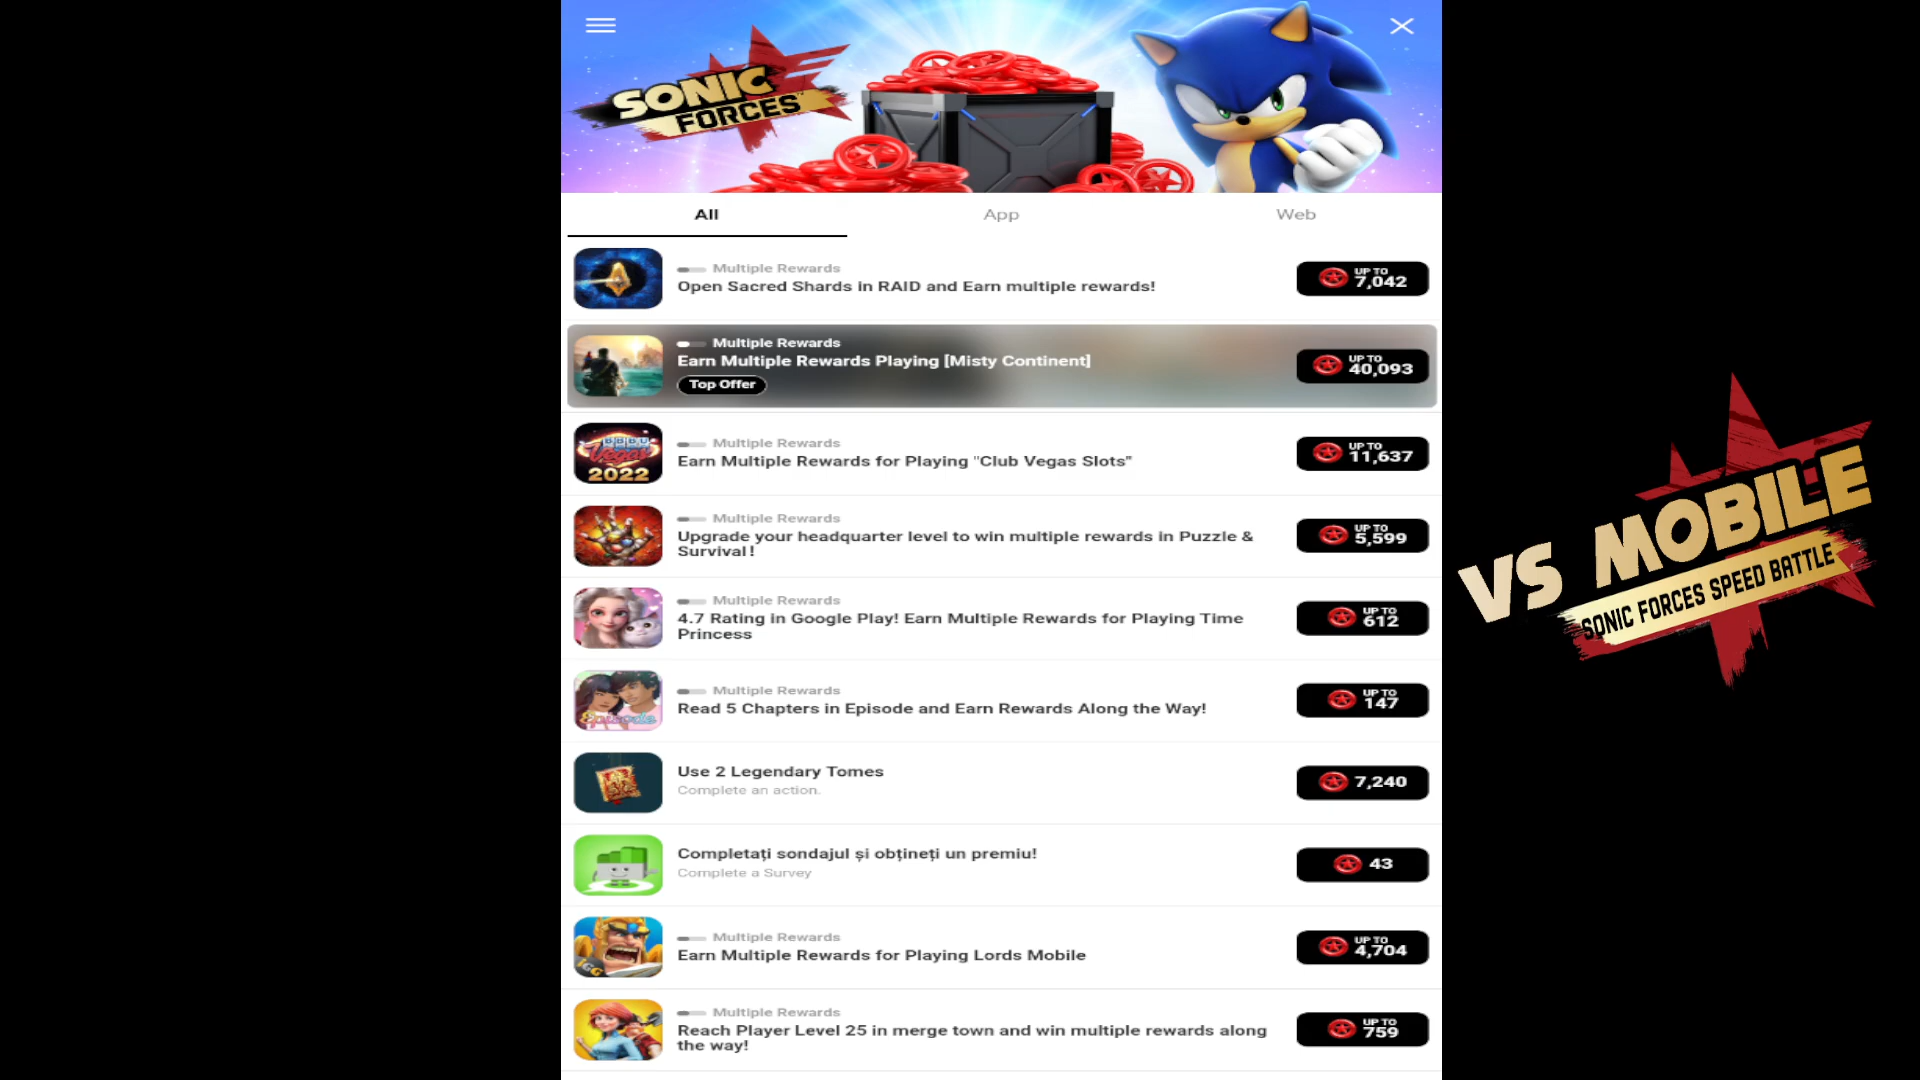 SONIC
FORCES
All
App
Web
Multiple Rewards
Open Sacred Shards in RAID and Earn multiple rewards!
UP TO
7,042
Multiple Rewards
Earn Multiple Rewards Playing [Misty Continent]
Top Offer
UP TO
40,093
Vegas
2022
Multiple Rewards
Earn Multiple Rewards for Playing "Club Vegas Slots"
UP TO
11,637
Multiple Rewards
Upgrade your headquarter level to win multiple rewards in Puzzle &
Survival!
UP TO
5,599
Multiple Rewards
4.7 Rating in Google Play! Earn Multiple Rewards for Playing Time
Princess
UP TO
612
Episode
Multiple Rewards
Read 5 Chapters in Episode and Earn Rewards Along the Way!
UP TO
147
Use 2 Legendary Tomes
Complete an action.
7,240
Completați sondajul și obțineți un premiu!
Complete a Survey
43
IGG
Multiple Rewards
Earn Multiple Rewards for Playing Lords Mobile
UP TO
4,704
Multiple Rewards
Reach Player Level 25 in merge town and win multiple rewards along
the way!
UP TO
759
VS MOBILE
SONIC FORCES SPEED BATTLE